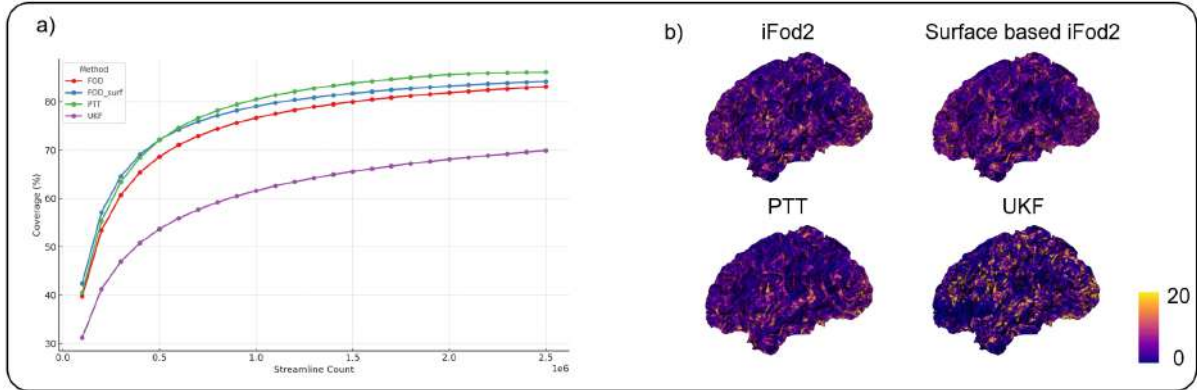 a)
Method
FOD
FOD_surf
PTT
UKF
Coverage (%)
80
70
60
50
40
30
0.0
0.5
1.0
1.5
2.0
2.5
1e6
Streamline Count
b)
iFod2
Surface based iFod2
PTT
UKF
20
0